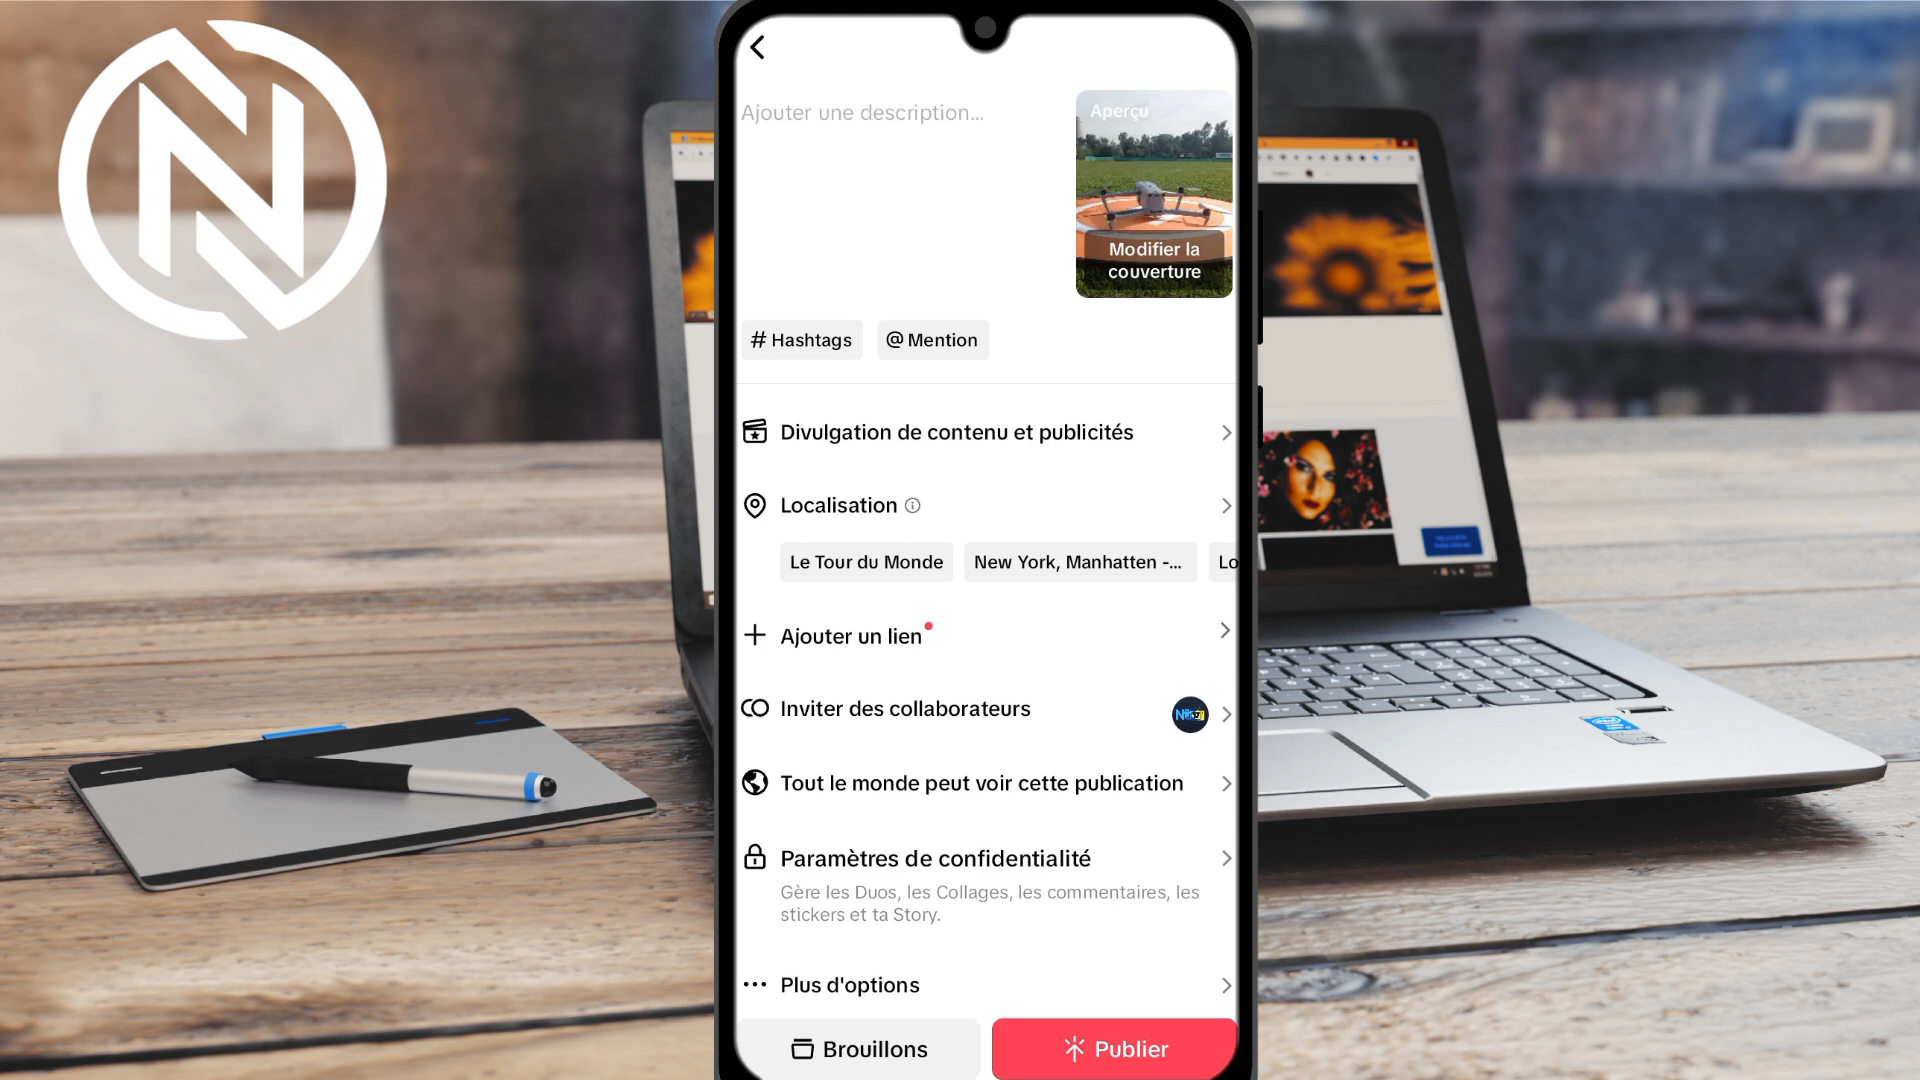 Ajouter une description...
Aperçu
Modifier la
couverture
# Hashtags
@ Mention
Divulgation de contenu et publicités
Localisation
Le Tour du Monde
New York, Manhatten -...
Lo
Ajouter un lien
Inviter des collaborateurs
Tout le monde peut voir cette publication
Paramètres de confidentialité
Gère les Duos, les Collages, les commentaires, les
stickers et ta Story.
Plus d'options
Brouillons
Publier